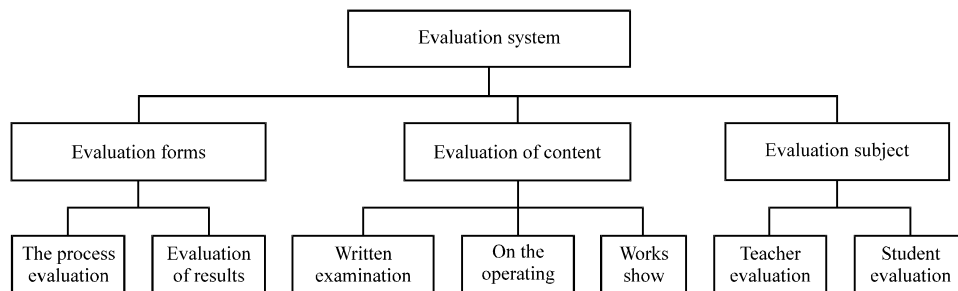 Evaluation system
Evaluation forms
Evaluation of content
Evaluation subject
The process
evaluation
Evaluation
of results
Written
examination
On the
operating
Works
show
Teacher
evaluation
Student
evaluation